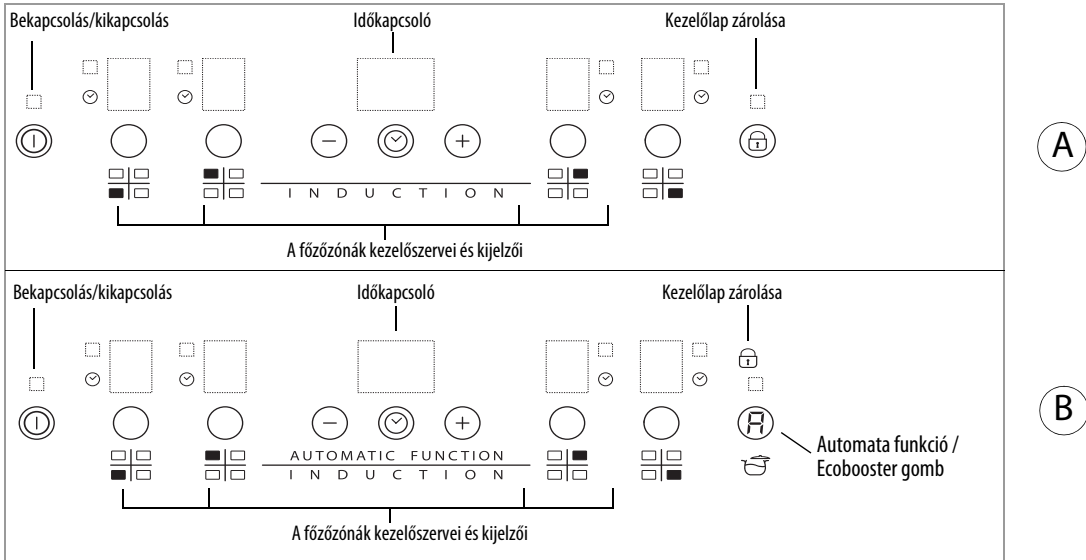 Bekapcsolás/kikapcsolás Időkapcsoló Kezelőlap zárolása
A
INDUCTION
A főzőzónák kezelőszervei és kijelzői
Bekapcsolás/kikapcsolás Időkapcsoló Kezelőlap zárolása
B
A
Automata funkció /
Ecobooster gomb
AUTOMATIC FUNCTION
INDUCTION
A főzőzónák kezelőszervei és kijelzői